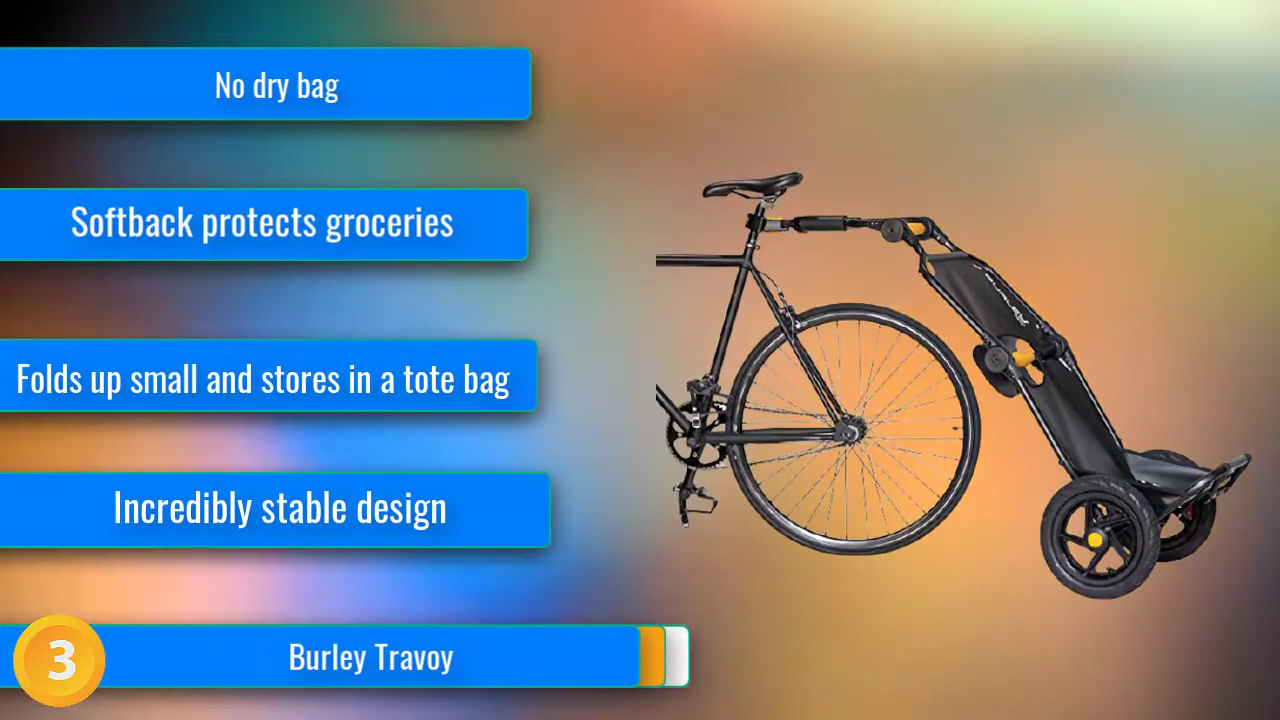 No dry bag
Softback protects groceries
Folds up small and stores in a tote bag
Incredibly stable design
3
Burley Travoy
BURLEY